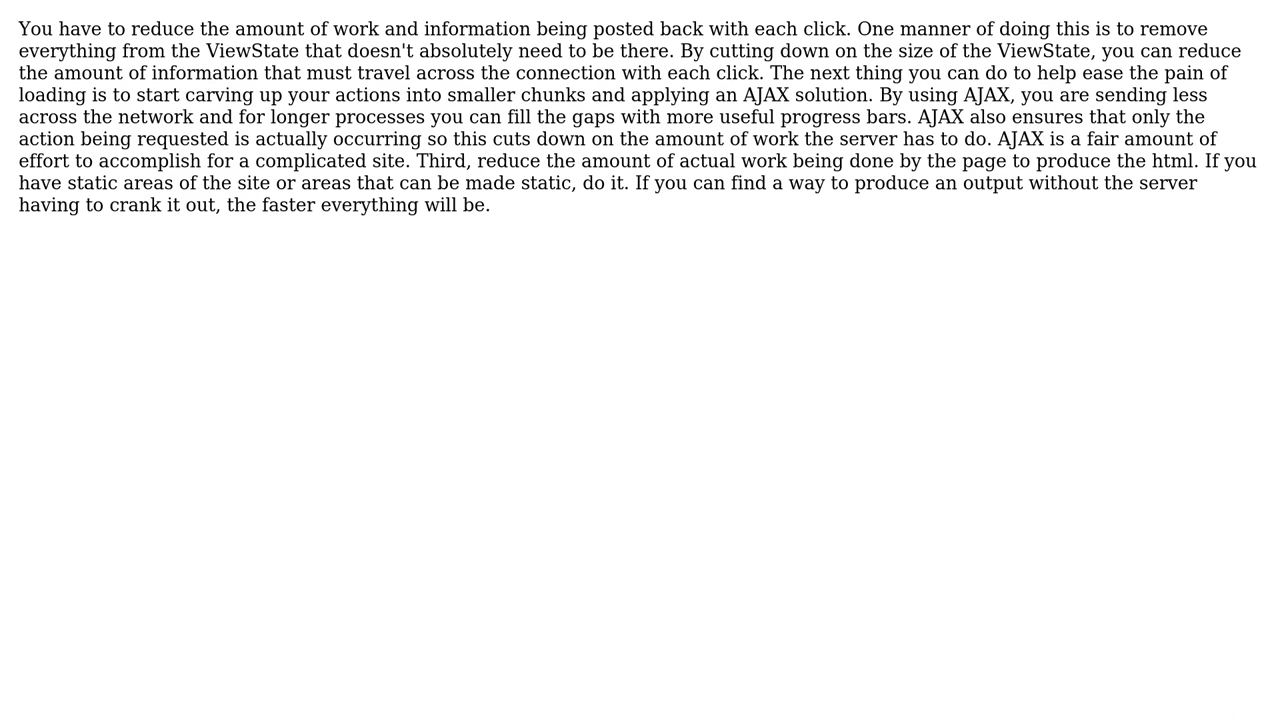 You have to reduce the amount of work and information being posted back with each click. One manner of doing this is to remove
everything from the ViewState that doesn't absolutely need to be there. By cutting down on the size of the ViewState, you can reduce
the amount of information that must travel across the connection with each click. The next thing you can do to help ease the pain of
loading is to start carving up your actions into smaller chunks and applying an AJAX solution. By using AJAX, you are sending less
across the network and for longer processes you can fill the gaps with more useful progress bars. AJAX also ensures that only the
action being requested is actually occurring so this cuts down on the amount of work the server has to do. AJAX is a fair amount of
effort to accomplish for a complicated site. Third, reduce the amount of actual work being done by the page to produce the html. If you
have static areas of the site or areas that can be made static, do it. If you can find a way to produce an output without the server
having to crank it out, the faster everything will be.